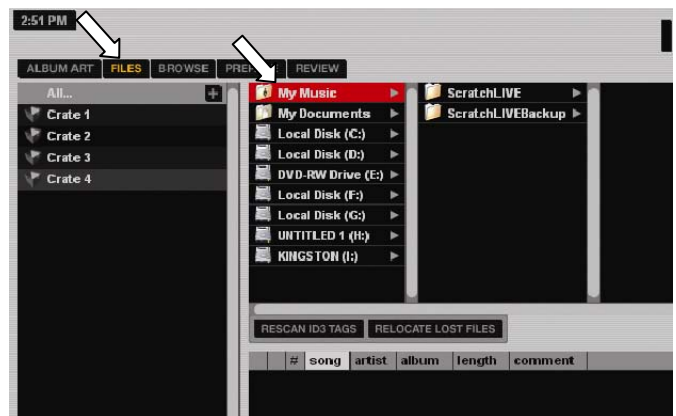 2:51 PM
ALBUM ART FILES BROWSE PRE REVIEW
All...
Crate 1
Crate 2
Crate 3
Crate 4
My Music
My Documents
Local Disk (C:)
Local Disk (D:)
DVD-RW Drive (E:)
Local Disk (F:)
Local Disk (G:)
UNTITLED 1 (H:)
KINGSTON (I:)
ScratchLIVE
ScratchLIVEBackup
RESCAN ID3 TAGS RELOCATE LOST FILES
# song artist album length comment